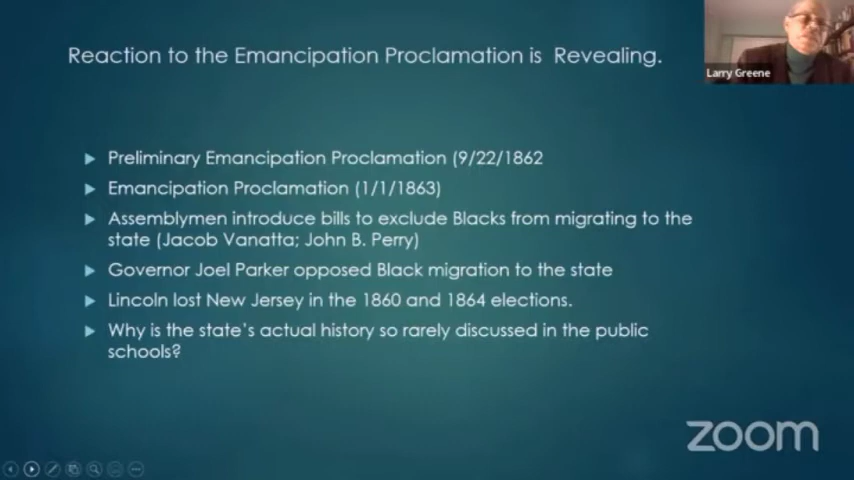 Larry Greene
Reaction to the Emancipation Proclamation is Revealing.
Preliminary Emancipation Proclamation (9/22/1862
Emancipation Proclamation (1/1/1863)
Assemblymen introduce bills to exclude Blacks from migrating to the
state (Jacob Vanatta; John B. Perry)
Governor Joel Parker opposed Black migration to the state
Lincoln lost New Jersey in the 1860 and 1864 elections.
Why is the state's actual history so rarely discussed in the public
schools?
zoom